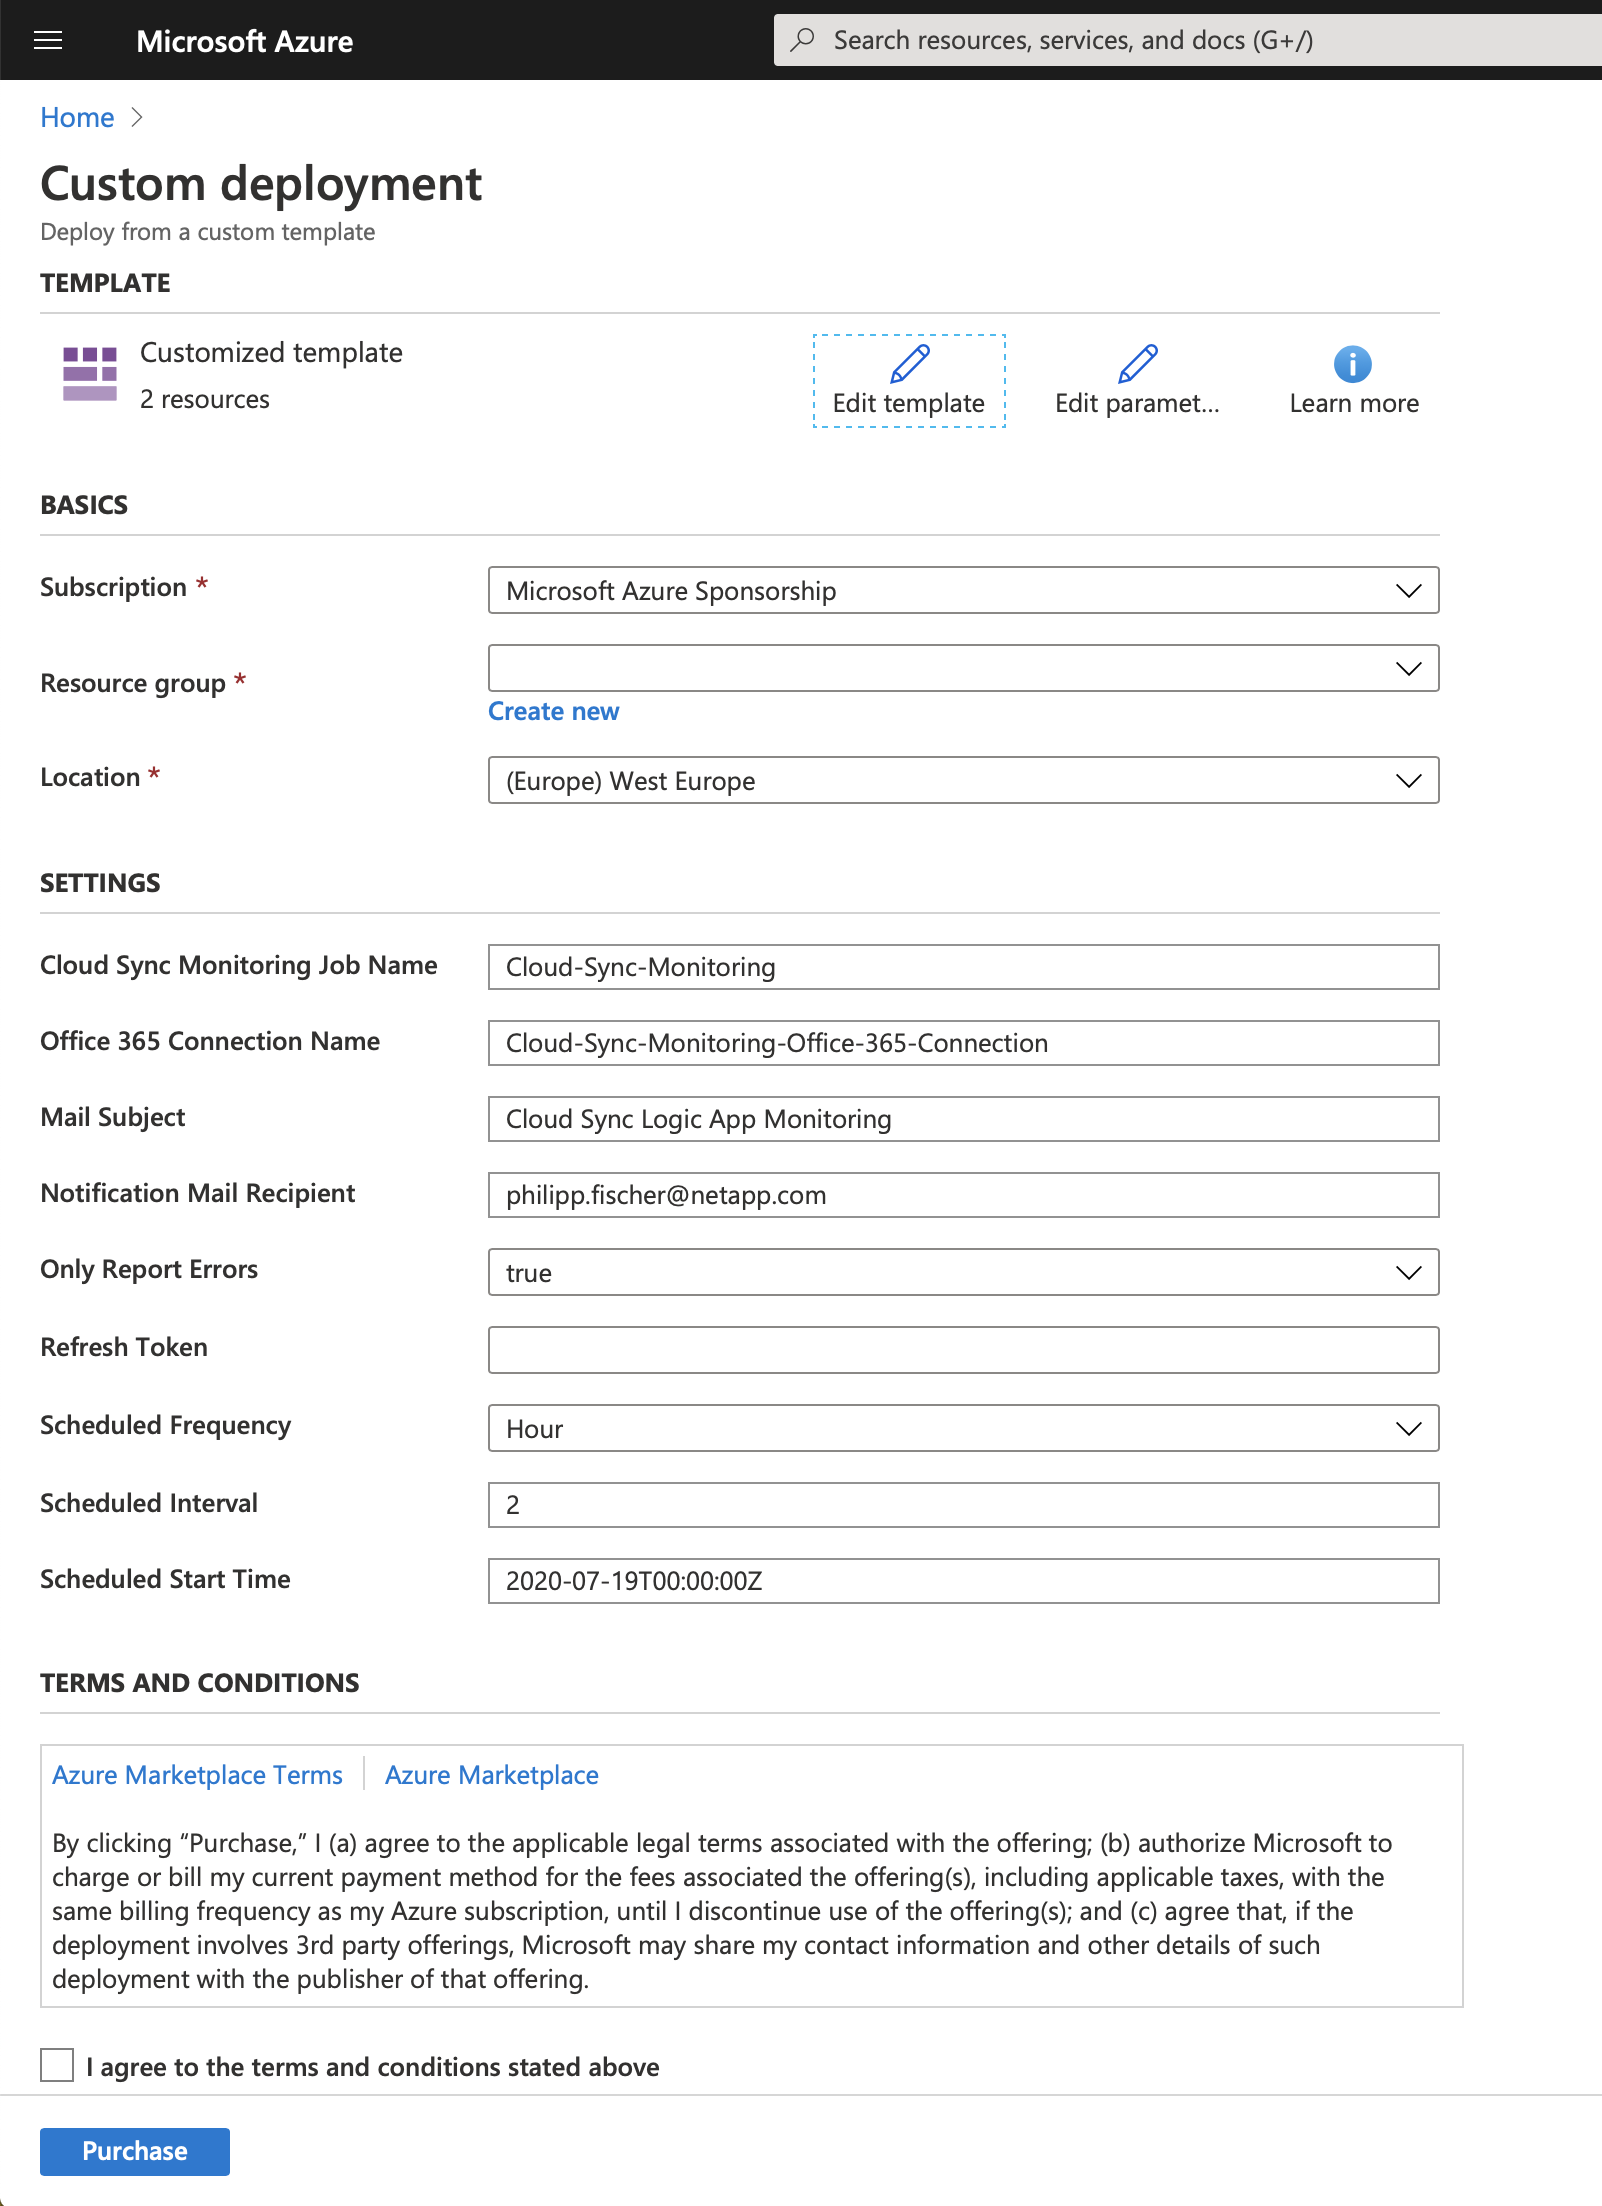 Microsoft Azure
Search resources, services, and docs (G+/)
Home
Custom deployment
Deploy from a custom template
TEMPLATE
Customized template
2 resources
Edit template
Edit paramet...
Learn more
BASICS
Subscription *
Microsoft Azure Sponsorship
Resource group *
Create new
Location *
(Europe) West Europe
SETTINGS
Cloud Sync Monitoring Job Name
Cloud-Sync-Monitoring
Office 365 Connection Name
Cloud-Sync-Monitoring-Office-365-Connection
Mail Subject
Cloud Sync Logic App Monitoring
Notification Mail Recipient
philipp.fischer@netapp.com
Only Report Errors
true
Refresh Token
Scheduled Frequency
Hour
Scheduled Interval
2
Scheduled Start Time
2020-07-19T00:00:00Z
TERMS AND CONDITIONS
Azure Marketplace Terms
Azure Marketplace
By clicking “Purchase,” I (a) agree to the applicable legal terms associated with the offering; (b) authorize Microsoft to
charge or bill my current payment method for the fees associated the offering(s), including applicable taxes, with the
same billing frequency as my Azure subscription, until I discontinue use of the offering(s); and (c) agree that, if the
deployment involves 3rd party offerings, Microsoft may share my contact information and other details of such
deployment with the publisher of that offering.
I agree to the terms and conditions stated above
Purchase